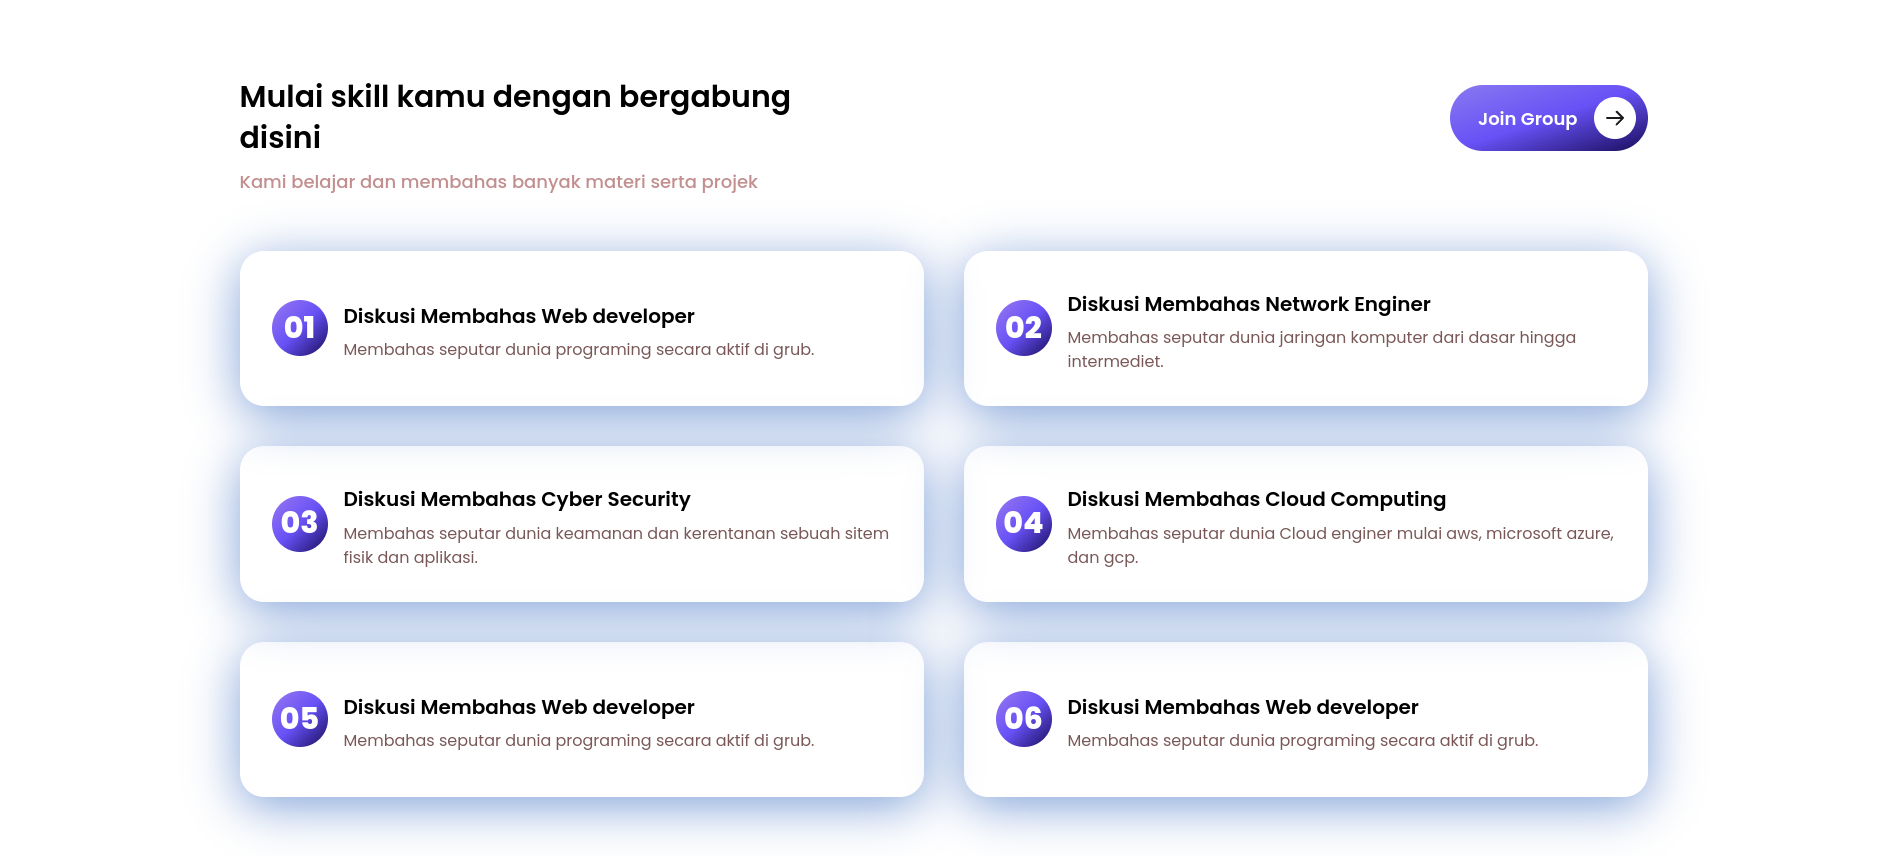 Mulai skill kamu dengan bergabung
disini
Kami belajar dan membahas banyak materi serta projek
Join Group
01
Diskusi Membahas Web developer
Membahas seputar dunia programing secara aktif di grub.
02
Diskusi Membahas Network Enginer
Membahas seputar dunia jaringan komputer dari dasar hingga
intermediet.
03
Diskusi Membahas Cyber Security
Membahas seputar dunia keamanan dan kerentanan sebuah sitem
fisik dan aplikasi.
04
Diskusi Membahas Cloud Computing
Membahas seputar dunia Cloud enginer mulai aws, microsoft azure,
dan gcp.
05
Diskusi Membahas Web developer
Membahas seputar dunia programing secara aktif di grub.
06
Diskusi Membahas Web developer
Membahas seputar dunia programing secara aktif di grub.